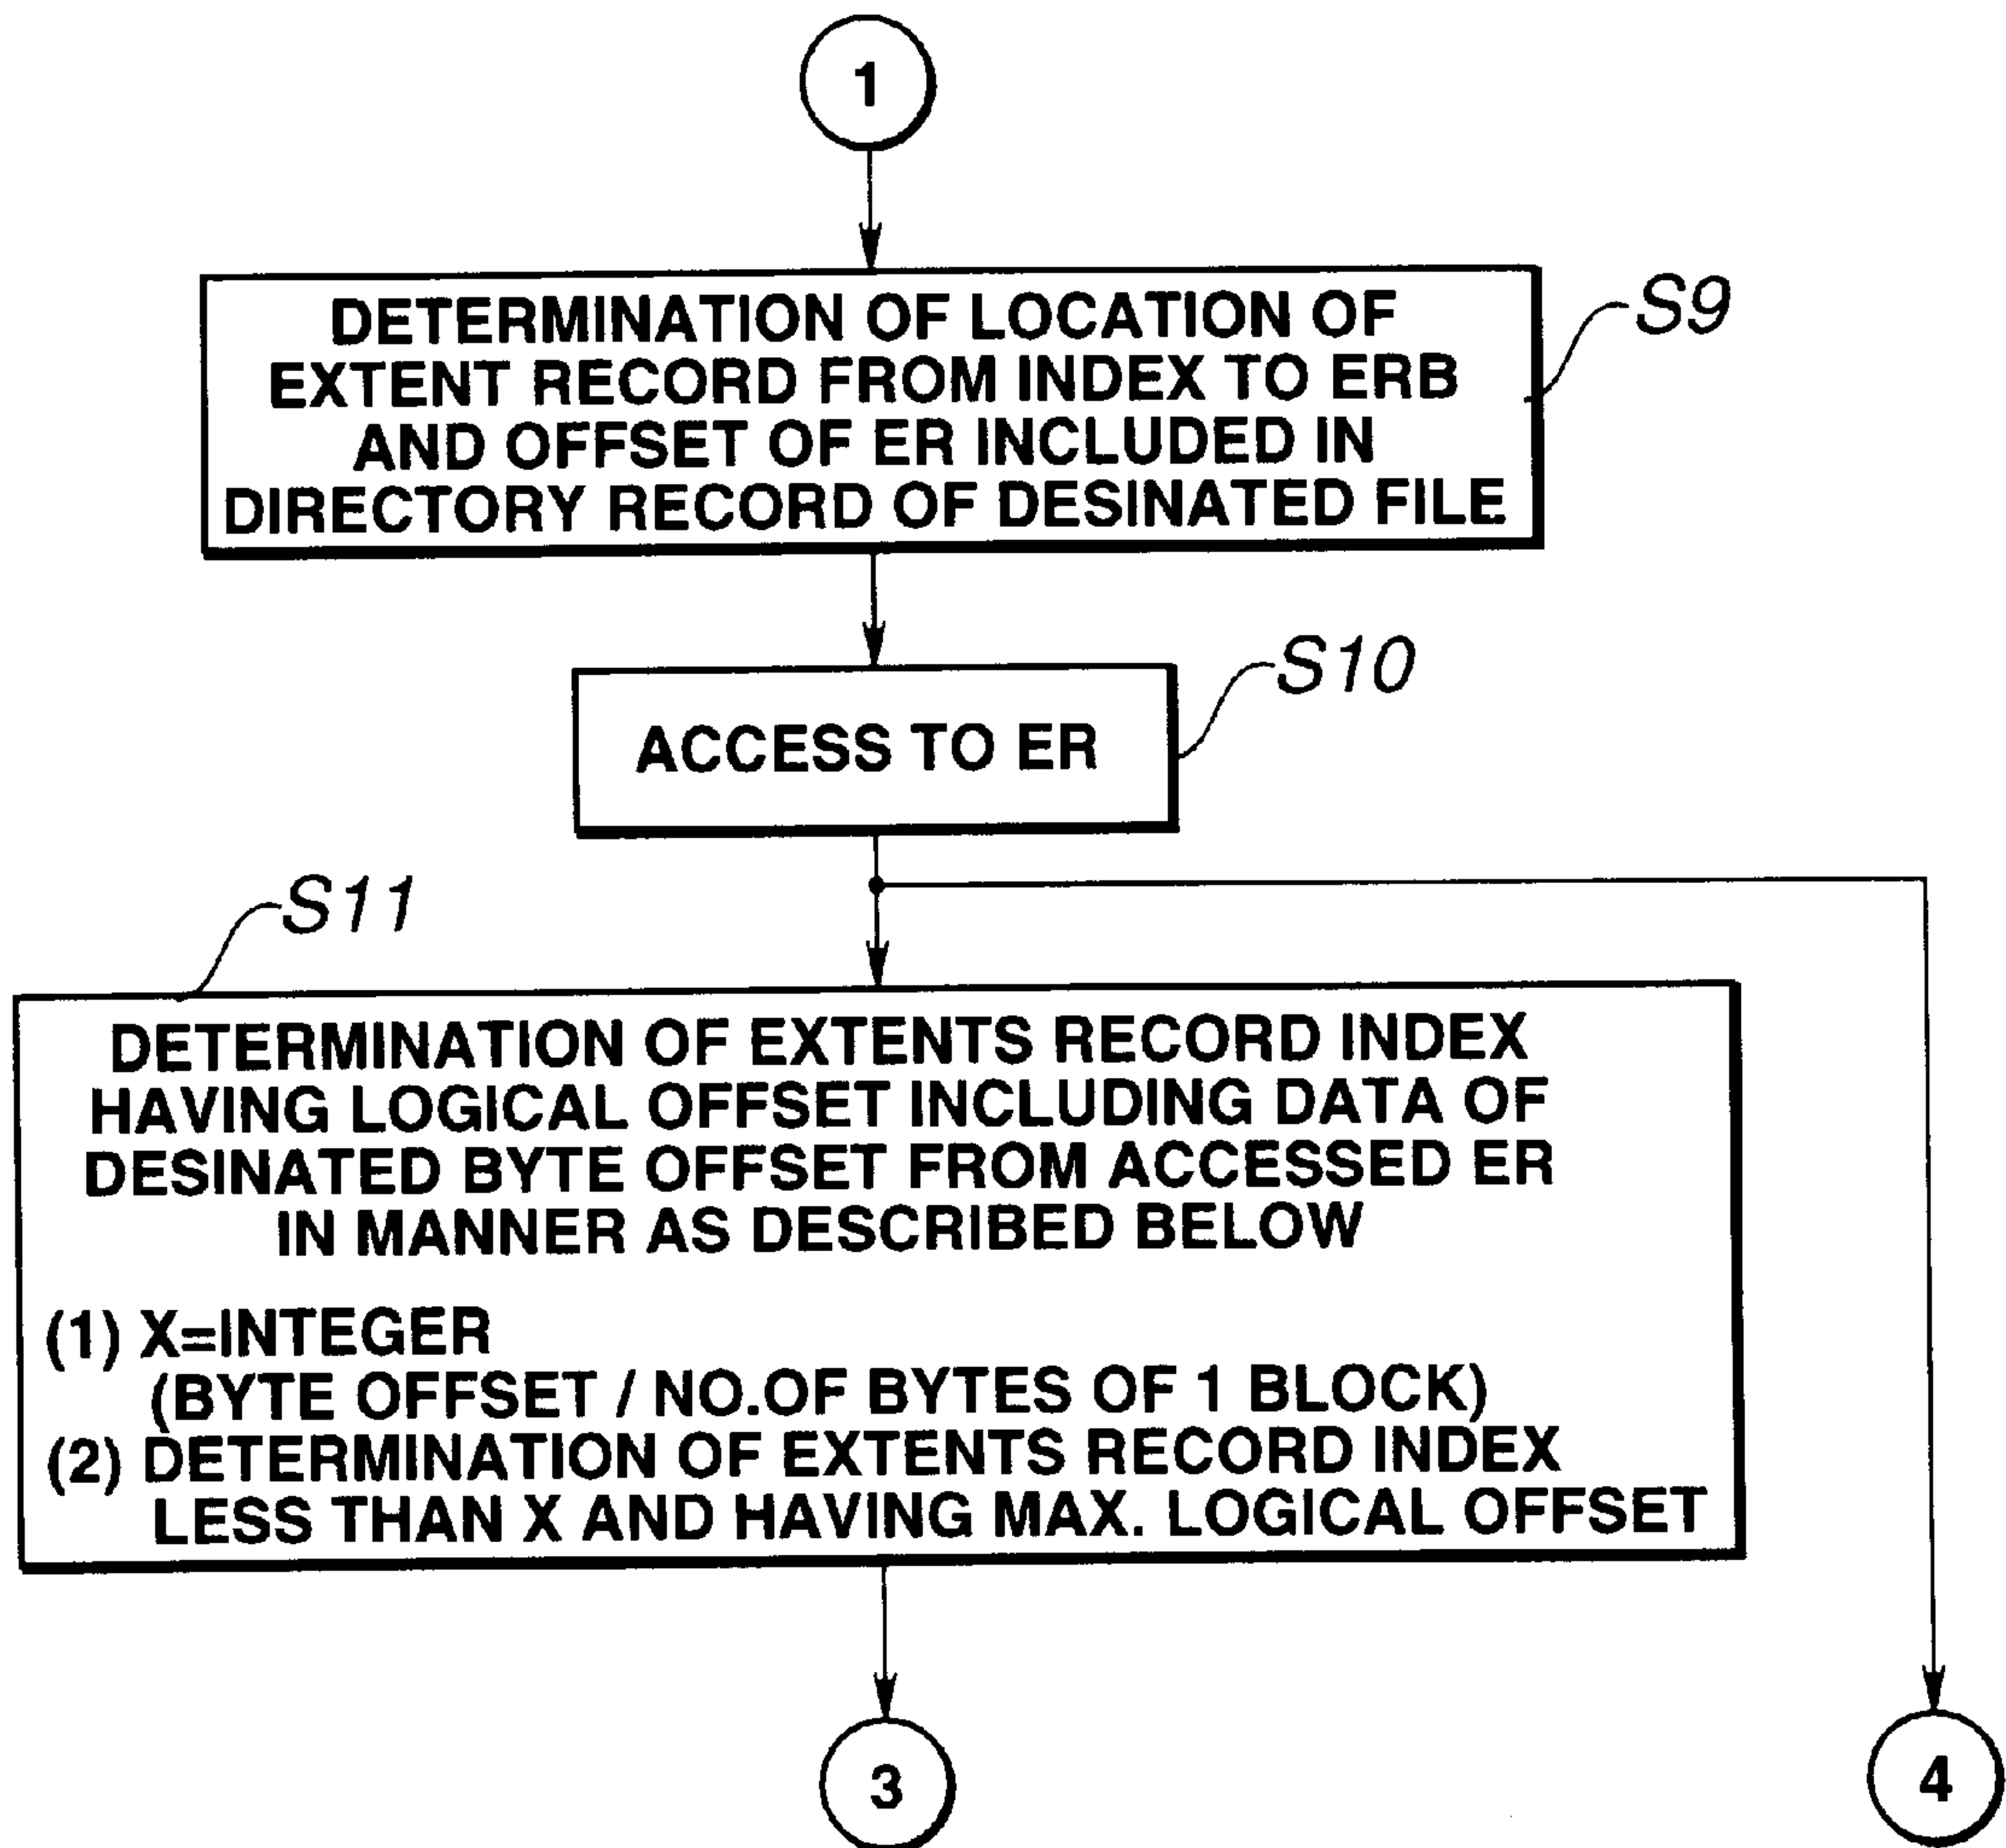 1
DETERMINATION OF LOCATION OF
EXTENT RECORD FROM INDEX TO ERB
AND OFFSET OF ER INCLUDED IN
DIRECTORY RECORD OF DESINATED FILE
S9
ACCESS TO ER
S10
S11
DETERMINATION OF EXTENTS RECORD INDEX
HAVING LOGICAL OFFSET INCLUDING DATA OF
DESINATED BYTE OFFSET FROM ACCESSED ER
IN MANNER AS DESCRIBED BELOW
(1) X=INTEGER
(BYTE OFFSET / NO.OF BYTES OF 1 BLOCK)
(2) DETERMINATION OF EXTENTS RECORD INDEX
LESS THAN X AND HAVING MAX. LOGICAL OFFSET
3
4